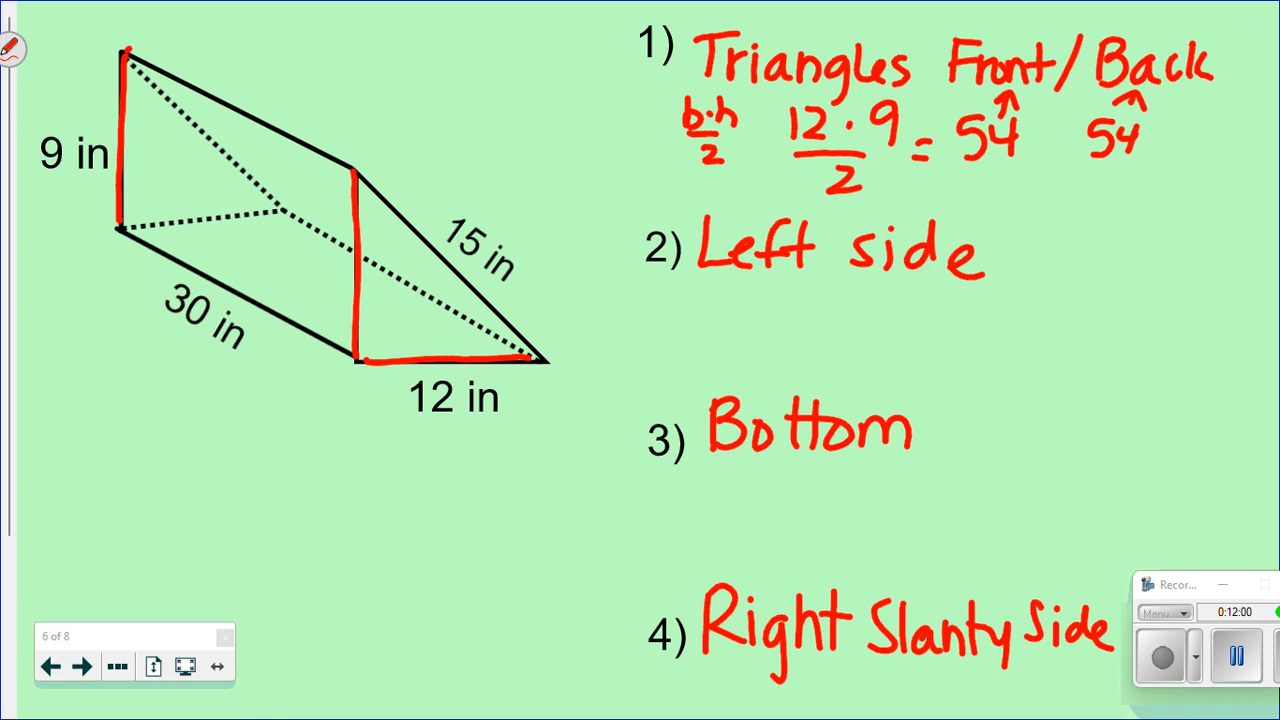 1) Triangles Front/Back
b·h/2 12·9/2 = 54 54
9 in
15 in
2) Left side
30 in
12 in
3) Bottom
4) Right Slanty Side
6 of 8
Recor...
Menu
0:12:00